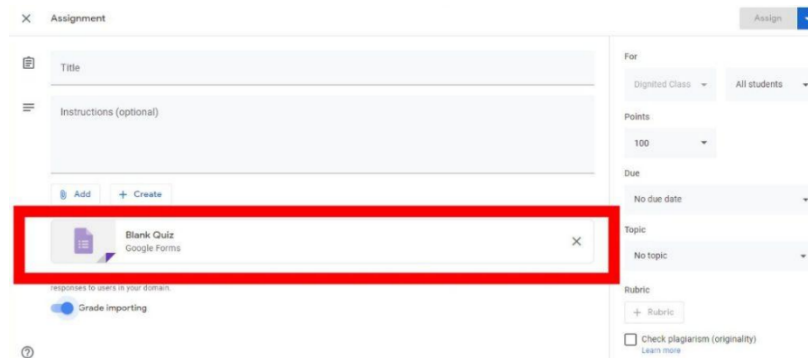 Assignment
Assign
Title
Instructions (optional)
Add
+ Create
Blank Quiz
Google Forms
responses to users in your domain.
Grade importing
For
Dignited Class
All students
Points
100
Due
No due date
Topic
No topic
Rubric
+ Rubric
Check plagiarism (originality)
Learn more